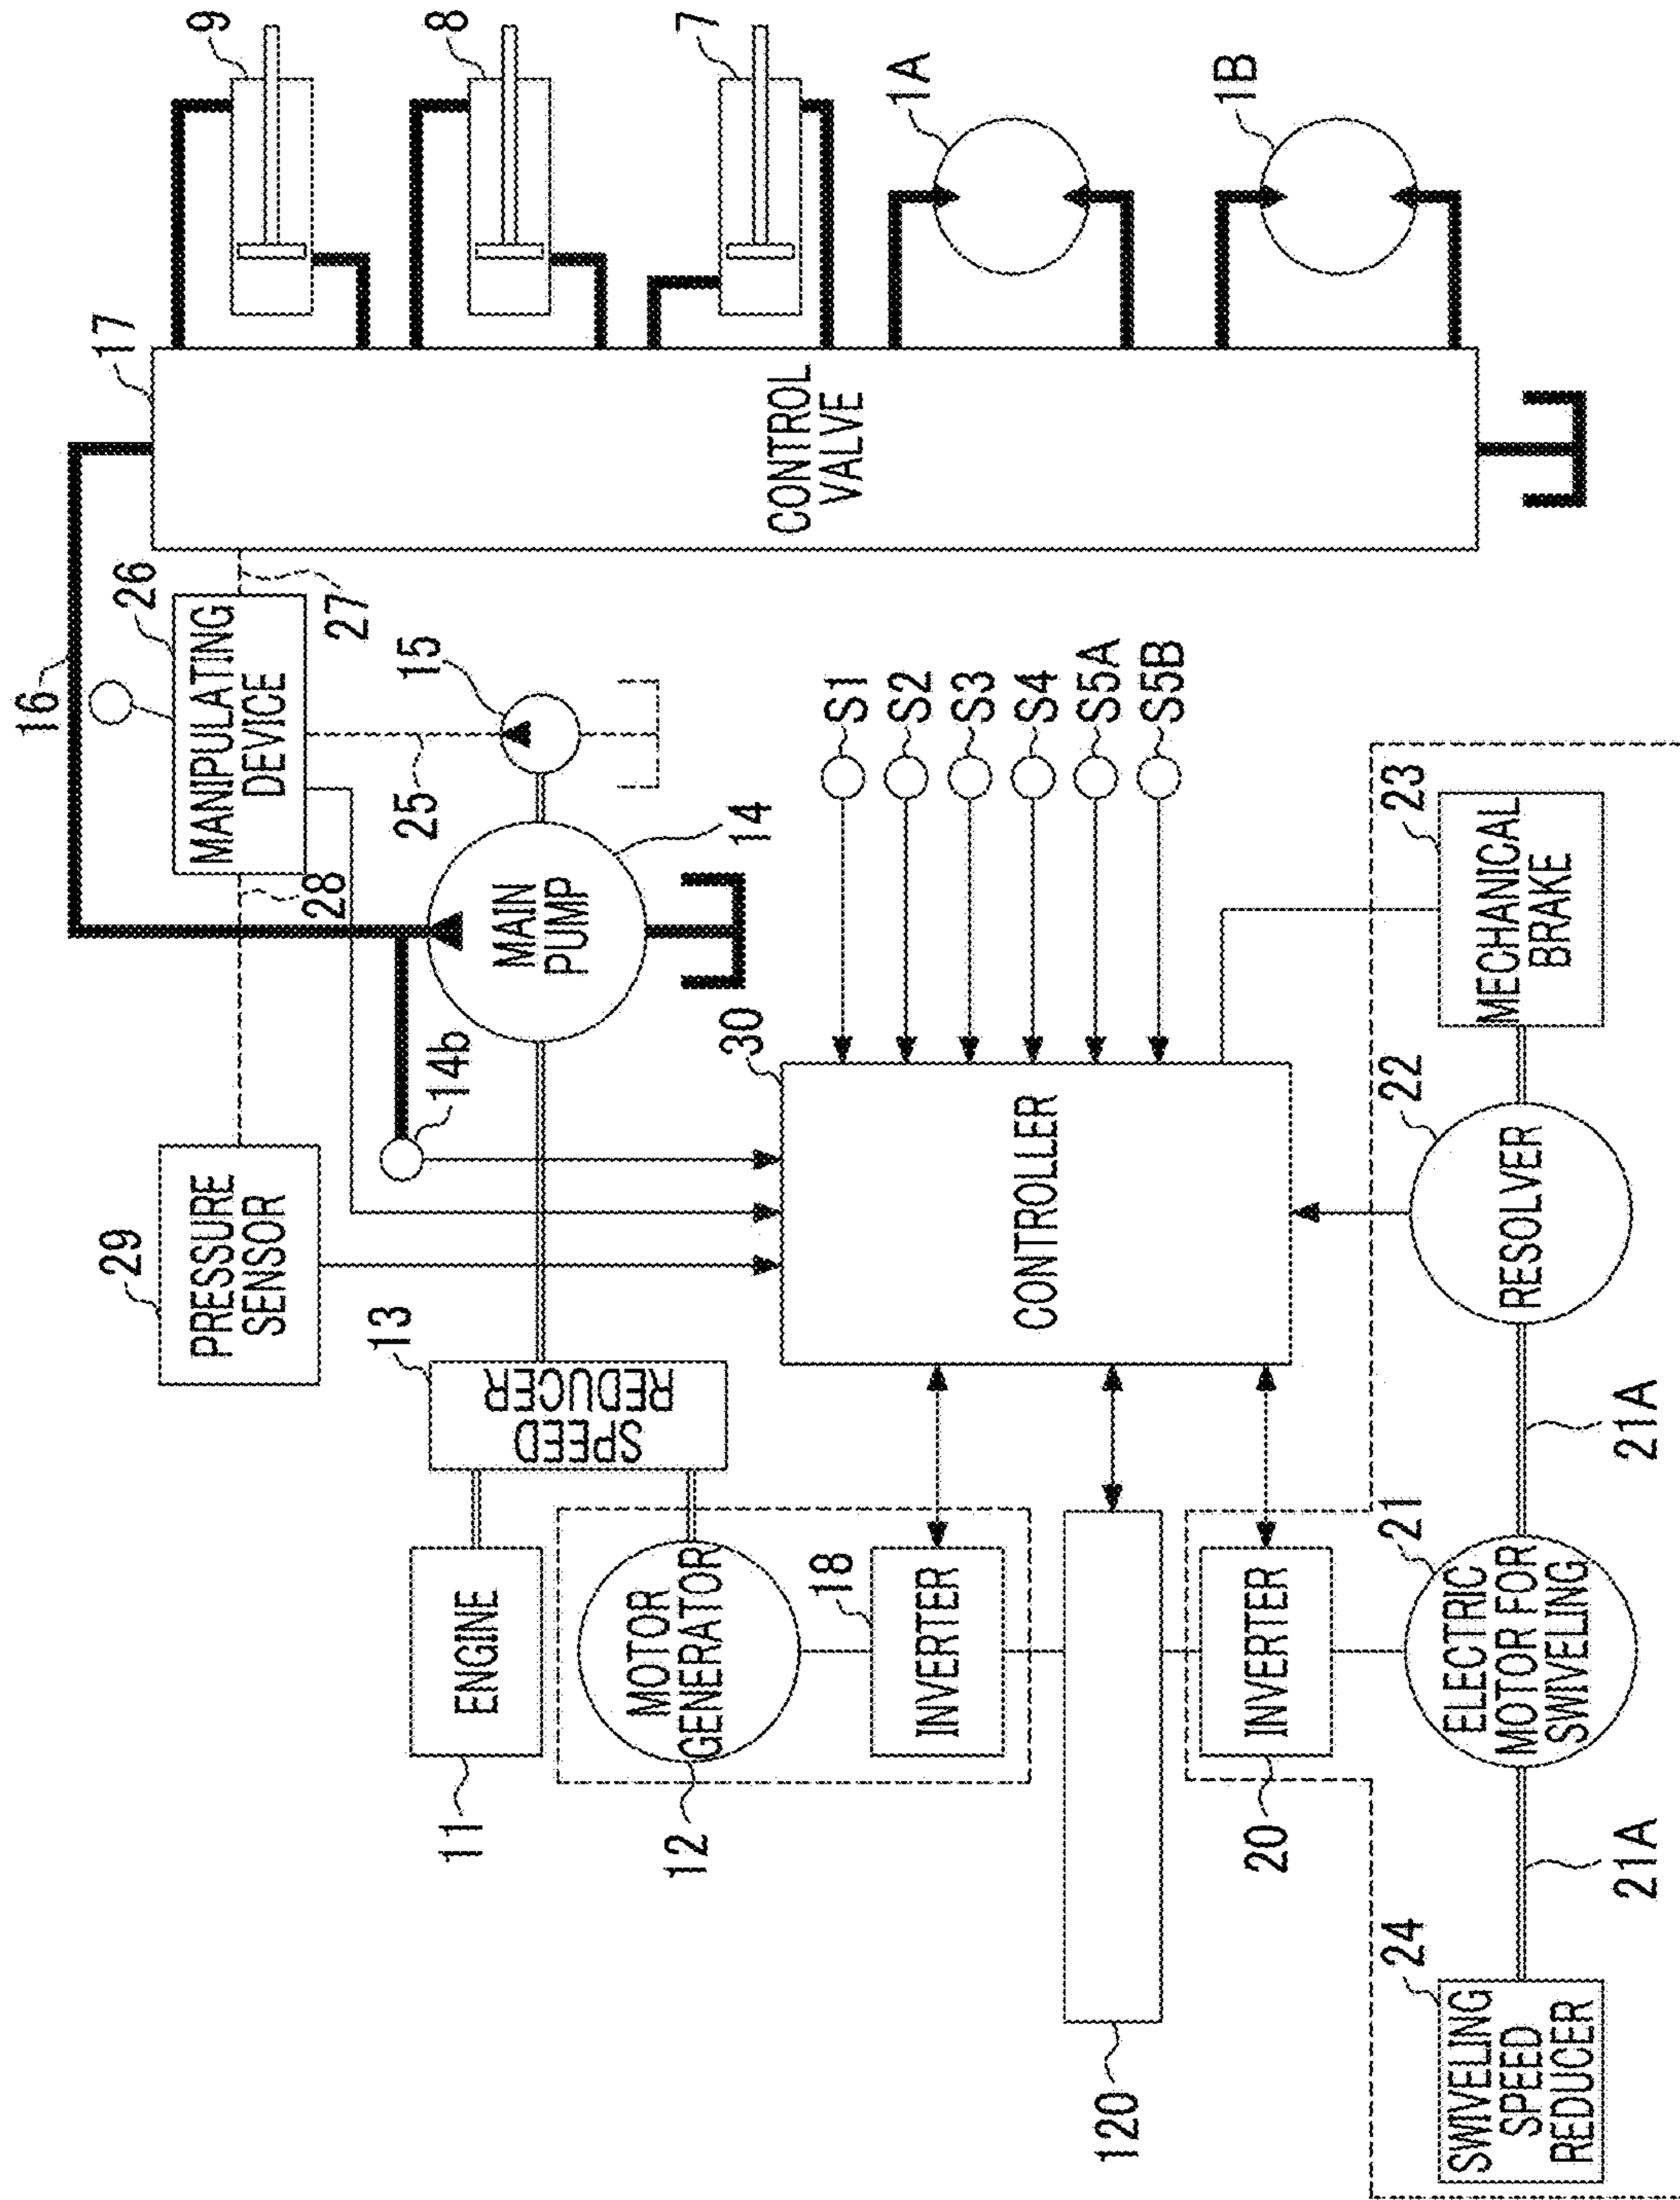 9
8
7
1A
1B
17
CONTROL
VALVE
16
26
MANIPULATING
DEVICE
27
15
25
28
14
MAIN
PUMP
14b
29
PRESSURE
SENSOR
13
SPEED
REDUCER
ENGINE
11
MOTOR
GENERATOR
12
18
INVERTER
30
CONTROLLER
S1
S2
S3
S4
S5A
S5B
120
INVERTER
20
23
MECHANICAL
BRAKE
22
RESOLVER
21A
21
ELECTRIC
MOTOR FOR
SWIVELING
21A
24
SWIVELING
SPEED
REDUCER